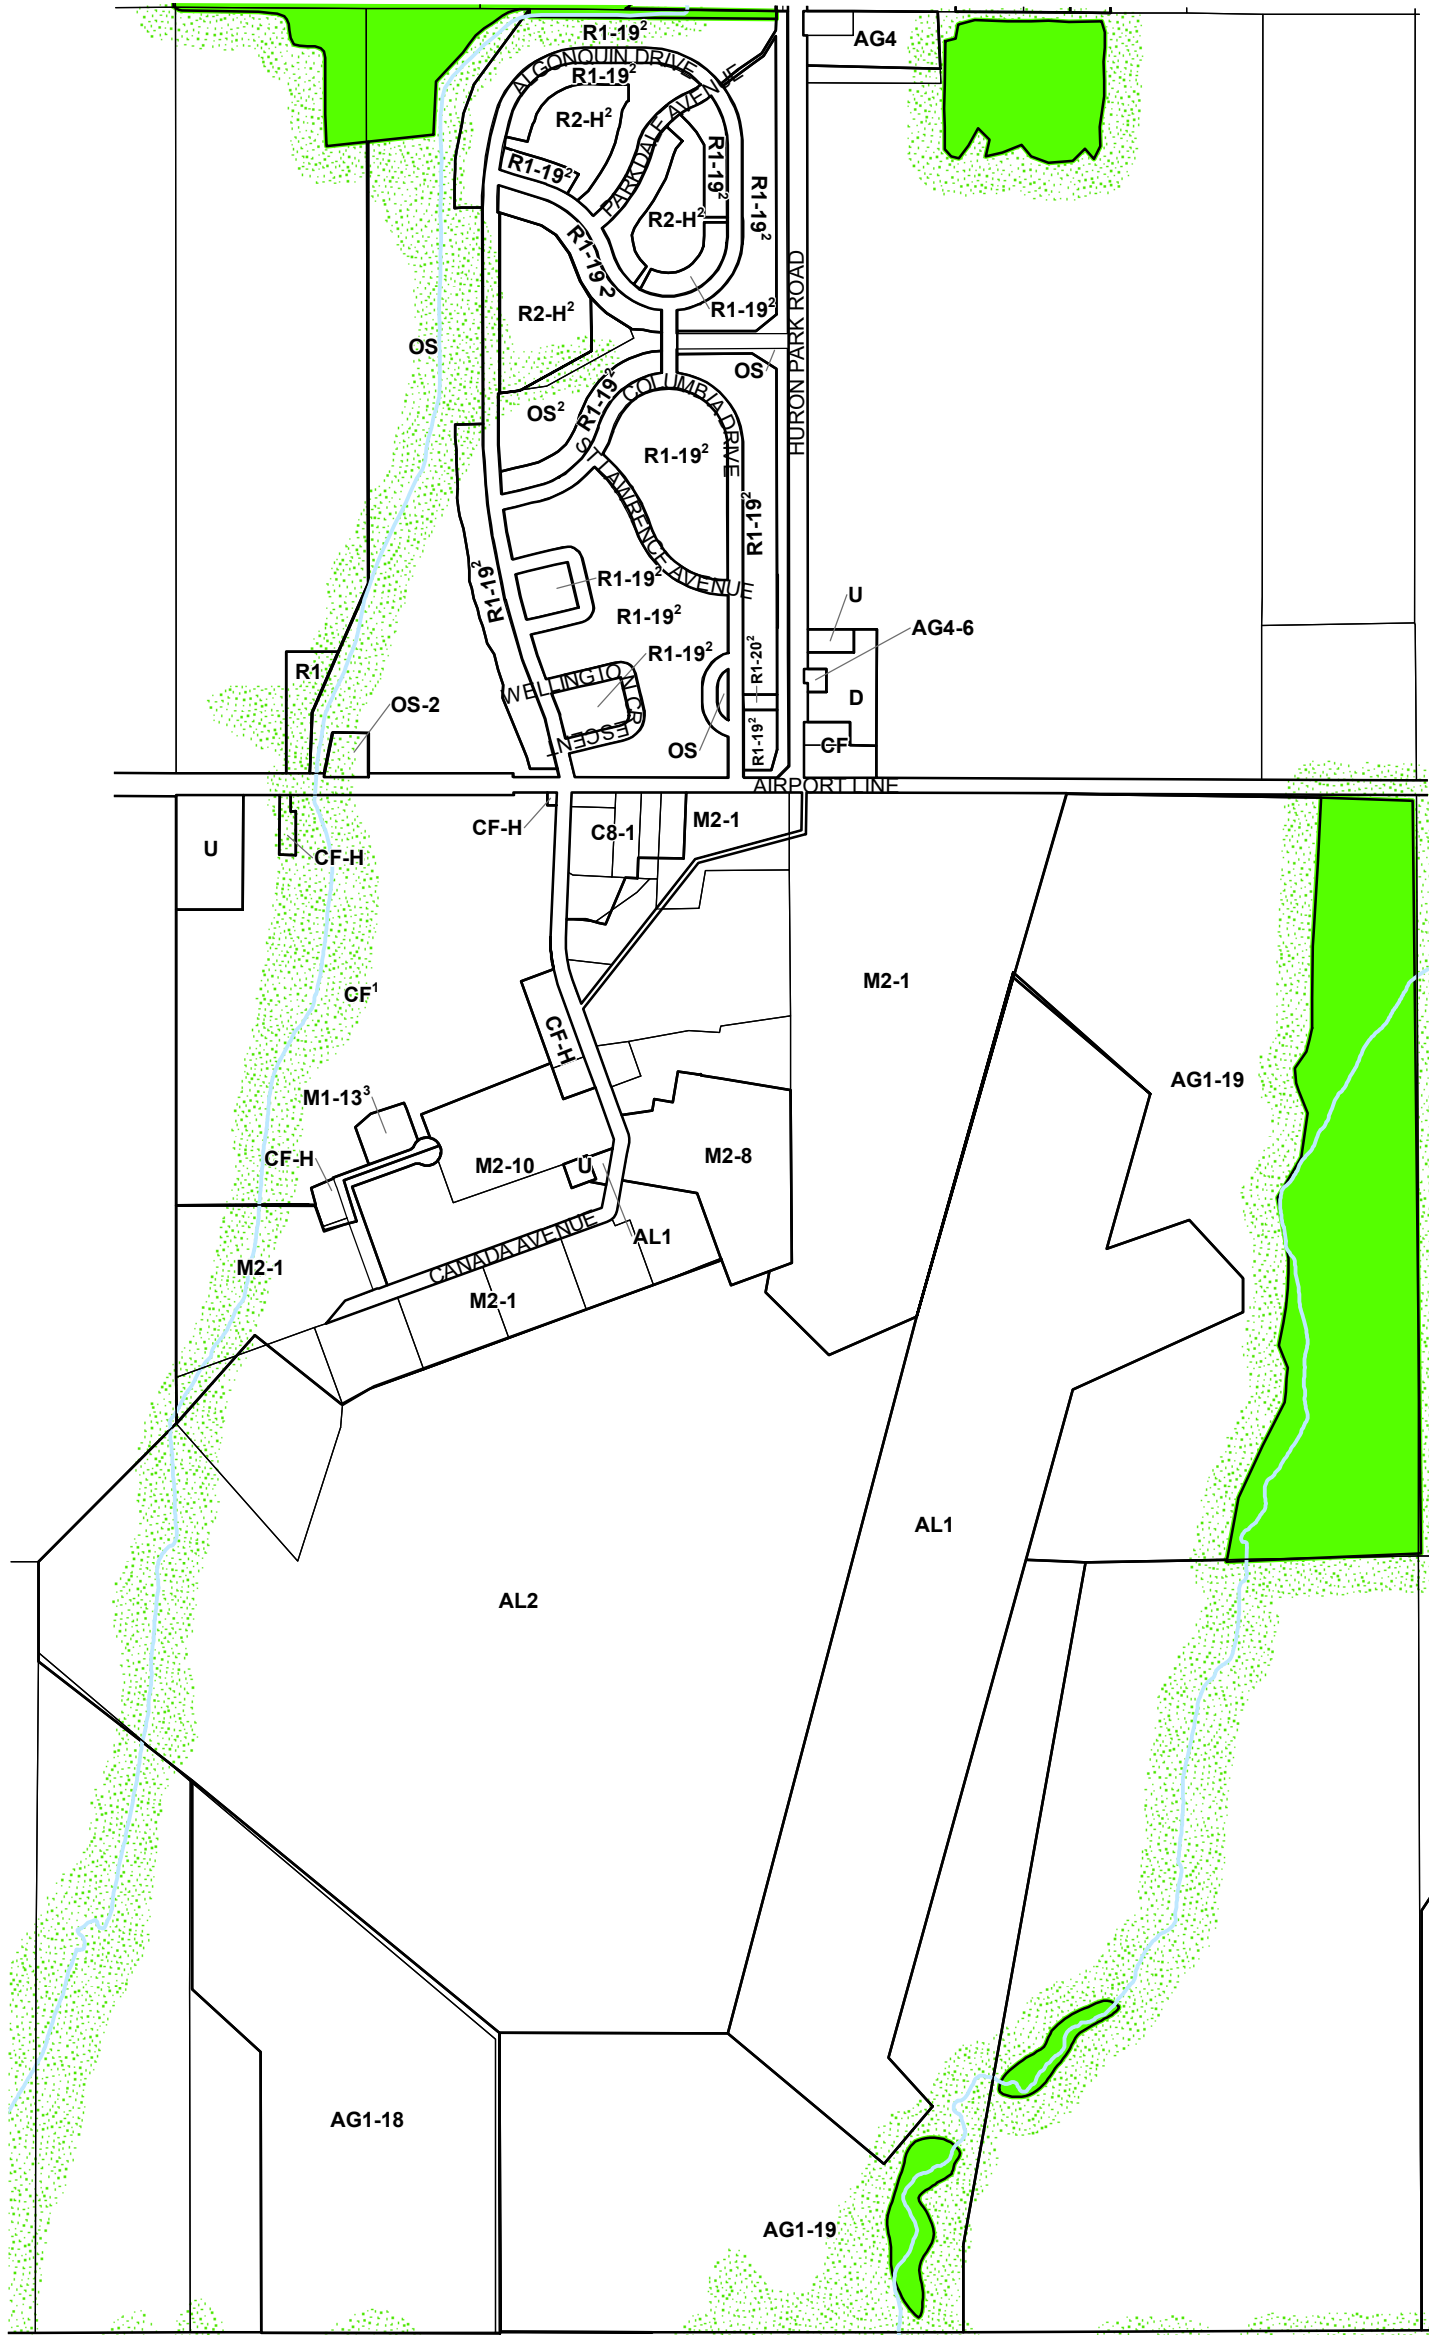 R1-19²
AG4
ALGONQUIN DRIVE
R1-19²
PARKDALE AVENUE
R2-H²
R1-19²
R1-19²
R1-19²
R2-H²
R1-19²
R1-19²
R2-H²
HURON PARK ROAD
OS
OS
R1-19²
COLUMBIA DRIVE
OS²
R1-19²
ST LAWRENCE AVENUE
R1-19²
R1-19²
R1-19²
U
R1-19²
AG4-6
R1-19²
R1-20²
R1
WELLINGTON CRESCENT
D
OS-2
R1-19²
OS
CF
AIRPORT LINE
CF-H
C8-1
M2-1
U
CF-H
M2-1
CF¹
CF-H
AG1-19
M1-13³
CF-H
M2-10
U
M2-8
CANADA AVENUE
AL1
M2-1
M2-1
AL1
AL2
AG1-18
AG1-19